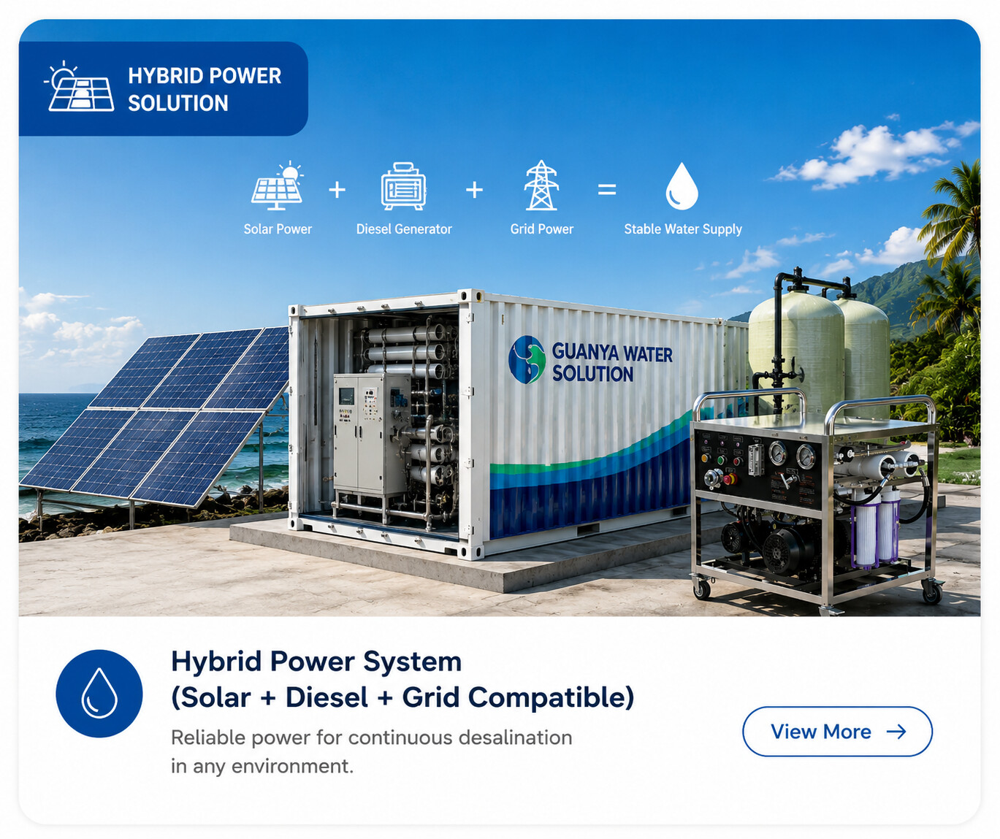 HYBRID POWER
SOLUTION
Solar Power
+
Diesel Generator
+
Grid Power
=
Stable Water Supply
GUANYA WATER
SOLUTION
Hybrid Power System
(Solar + Diesel + Grid Compatible)
Reliable power for continuous desalination
in any environment.
View More →